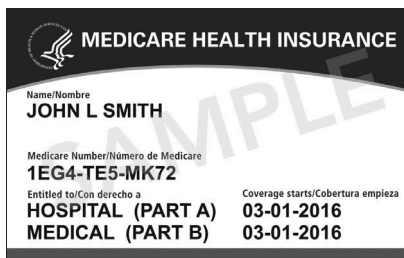 MEDICARE HEALTH INSURANCE
Name/Nombre
JOHN L SMITH
Medicare Number/Número de Medicare
1EG4-TE5-MK72
Entitled to/Con derecho a Coverage starts/Cobertura empieza
HOSPITAL (PART A) 03-01-2016
MEDICAL (PART B) 03-01-2016
SAMPLE